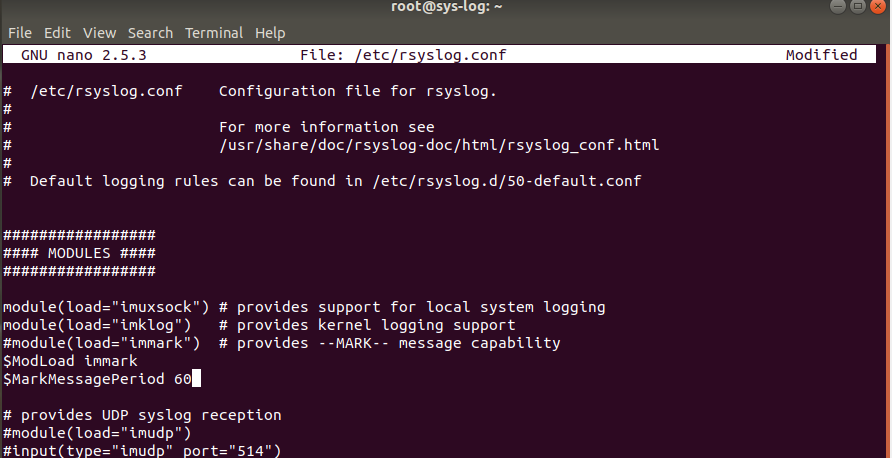 root@sys-log: ~
File Edit View Search Terminal Help
GNU nano 2.5.3 File: /etc/rsyslog.conf Modified
# /etc/rsyslog.conf Configuration file for rsyslog.
#
# For more information see
# /usr/share/doc/rsyslog-doc/html/rsyslog_conf.html
#
# Default logging rules can be found in /etc/rsyslog.d/50-default.conf
#################
#### MODULES ####
#################
module(load="imuxsock") # provides support for local system logging
module(load="imklog") # provides kernel logging support
#module(load="immark") # provides --MARK-- message capability
$ModLoad immark
$MarkMessagePeriod 60
# provides UDP syslog reception
#module(load="imudp")
#input(type="imudp" port="514")